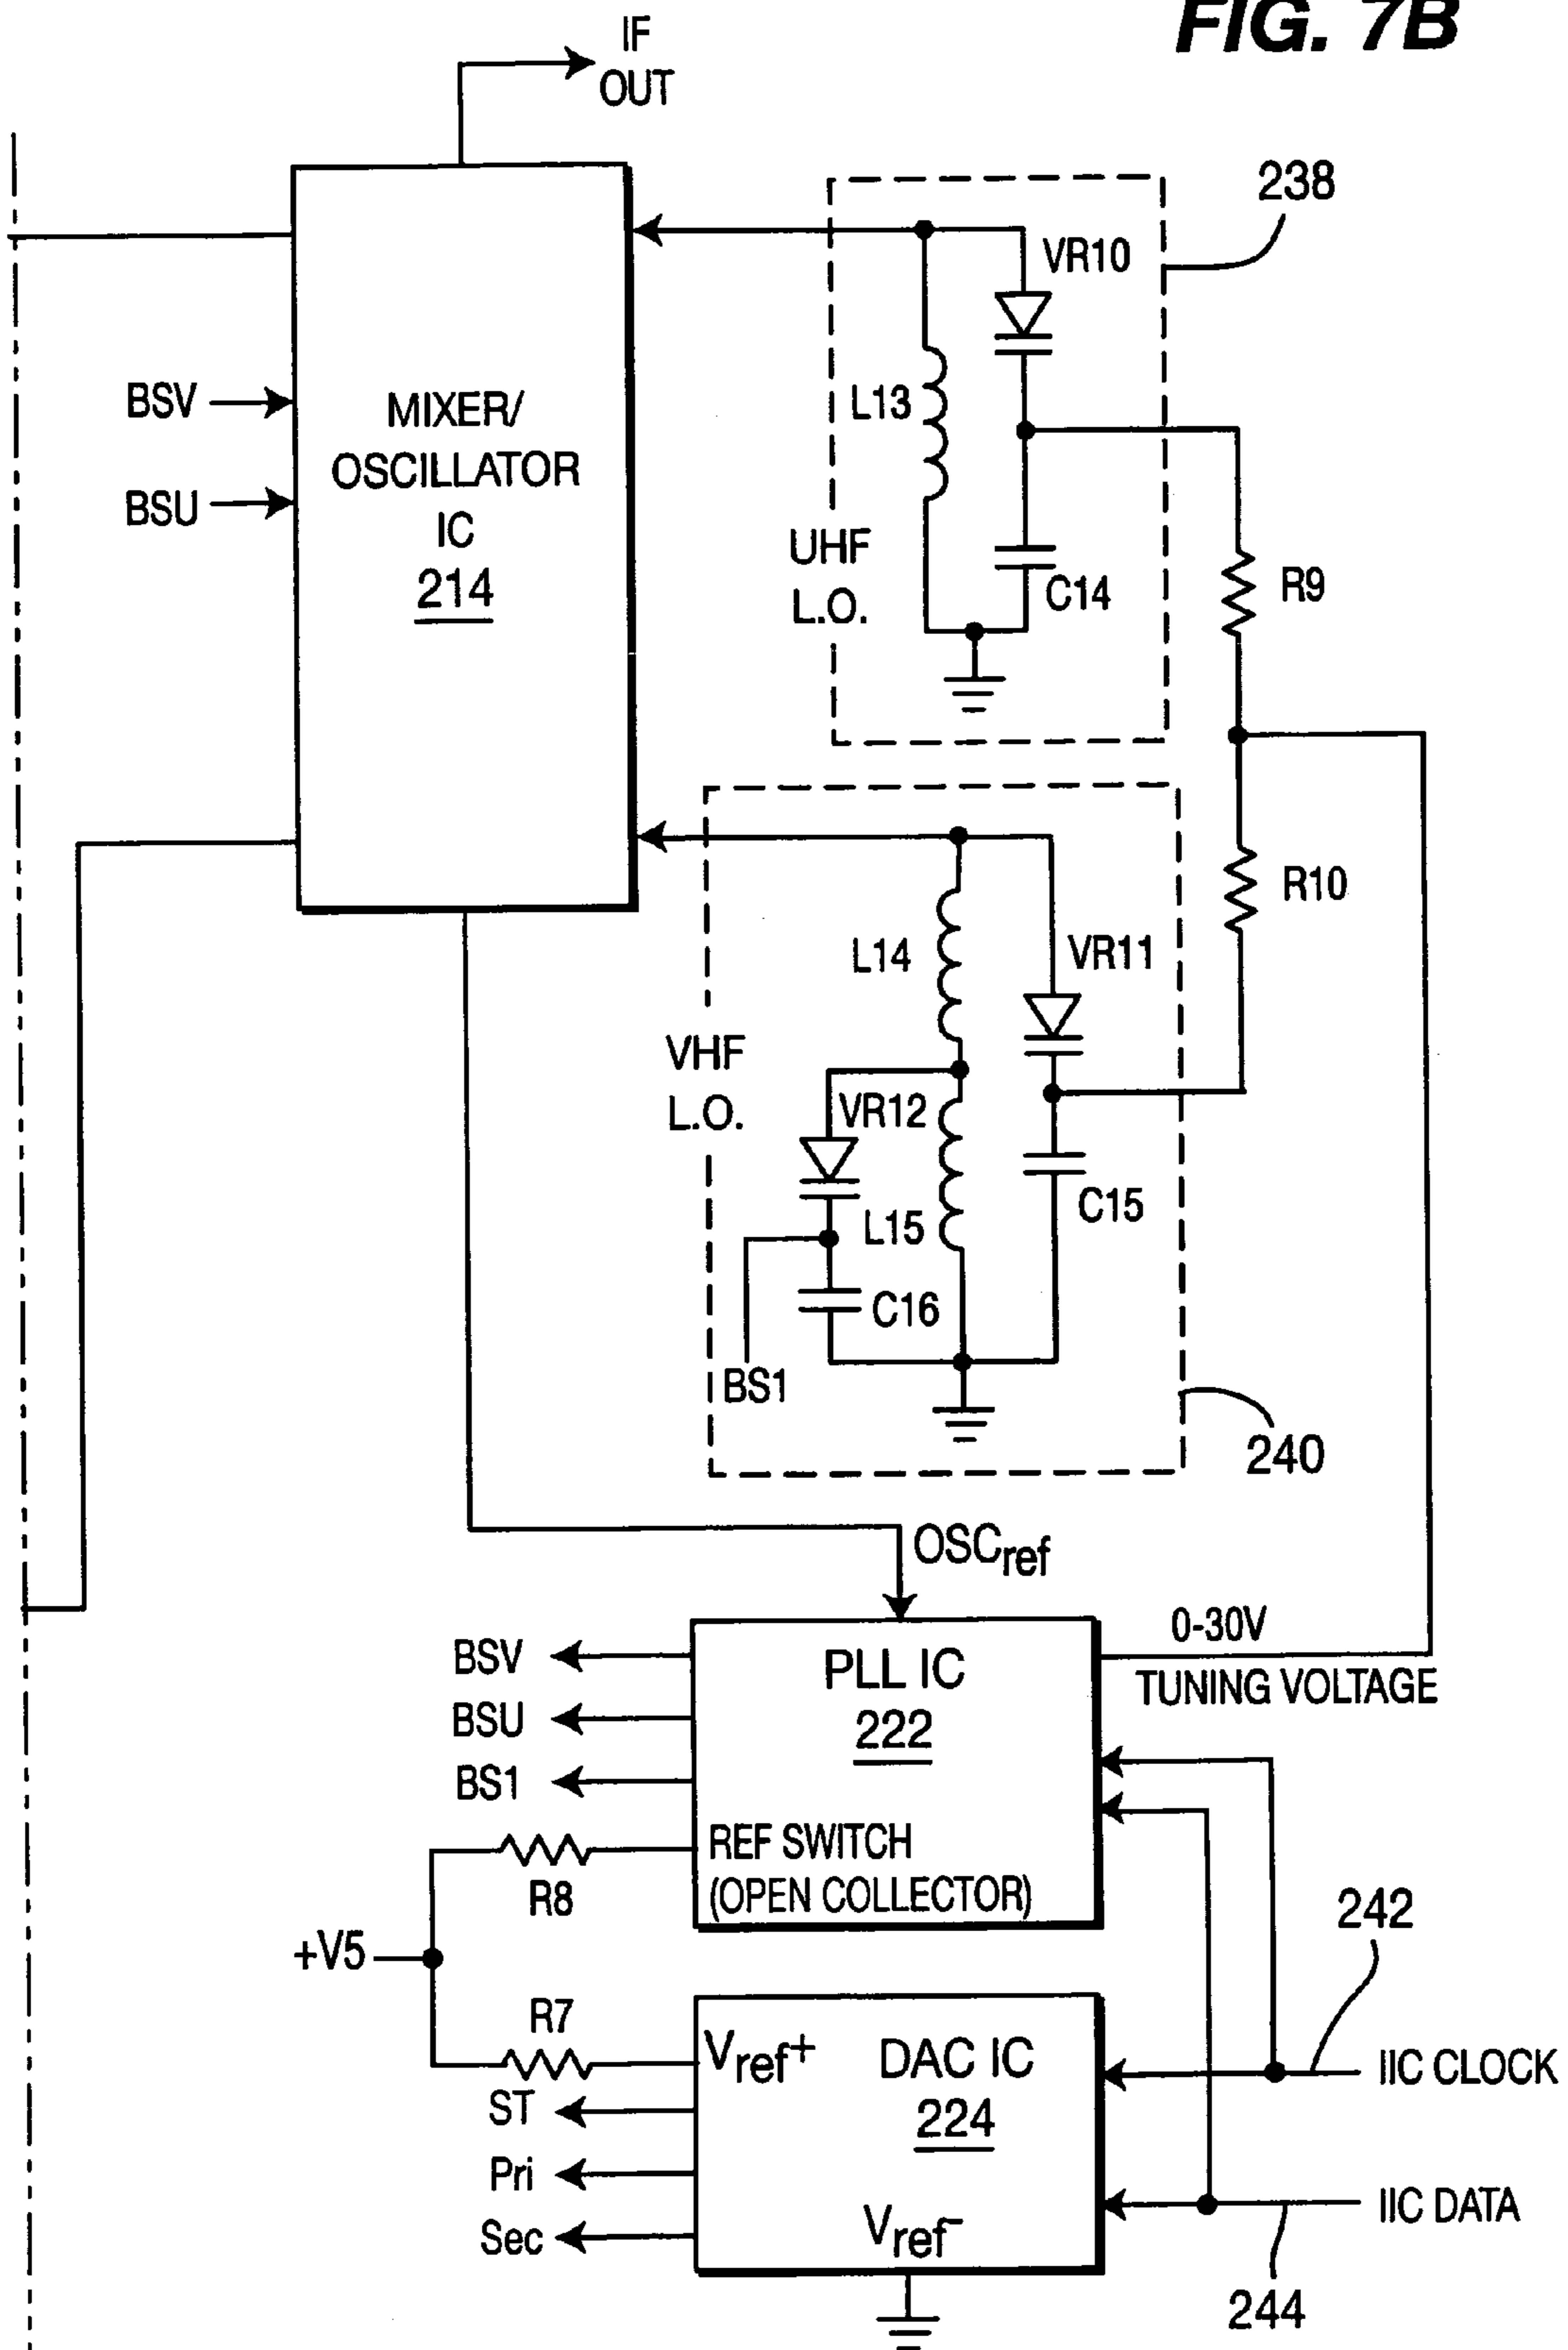 FIG. 7B
IF
OUT
238
VR10
BSV
MIXER/
OSCILLATOR
IC
214
L13
BSU
UHF
L.O.
C14
R9
R10
L14
VR11
VHF
L.O.
VR12
C15
L15
C16
BS1
240
OSCref
0-30V
TUNING VOLTAGE
BSV
PLL IC
222
BSU
BS1
REF SWITCH
(OPEN COLLECTOR)
R8
242
+V5
R7
Vref+
DAC IC
224
IIC CLOCK
ST
Pri
Sec
Vref-
IIC DATA
244